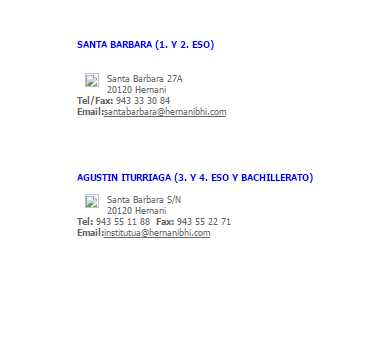 SANTA BARBARA (1. Y 2. ESO)
Santa Barbara 27A
20120 Hernani
Tel/Fax: 943 33 30 84
Email:santabarbara@hernanibhi.com
AGUSTIN ITURRIAGA (3. Y 4. ESO Y BACHILLERATO)
Santa Barbara S/N
20120 Hernani
Tel: 943 55 11 88 Fax: 943 55 22 71
Email:institutua@hernanibhi.com